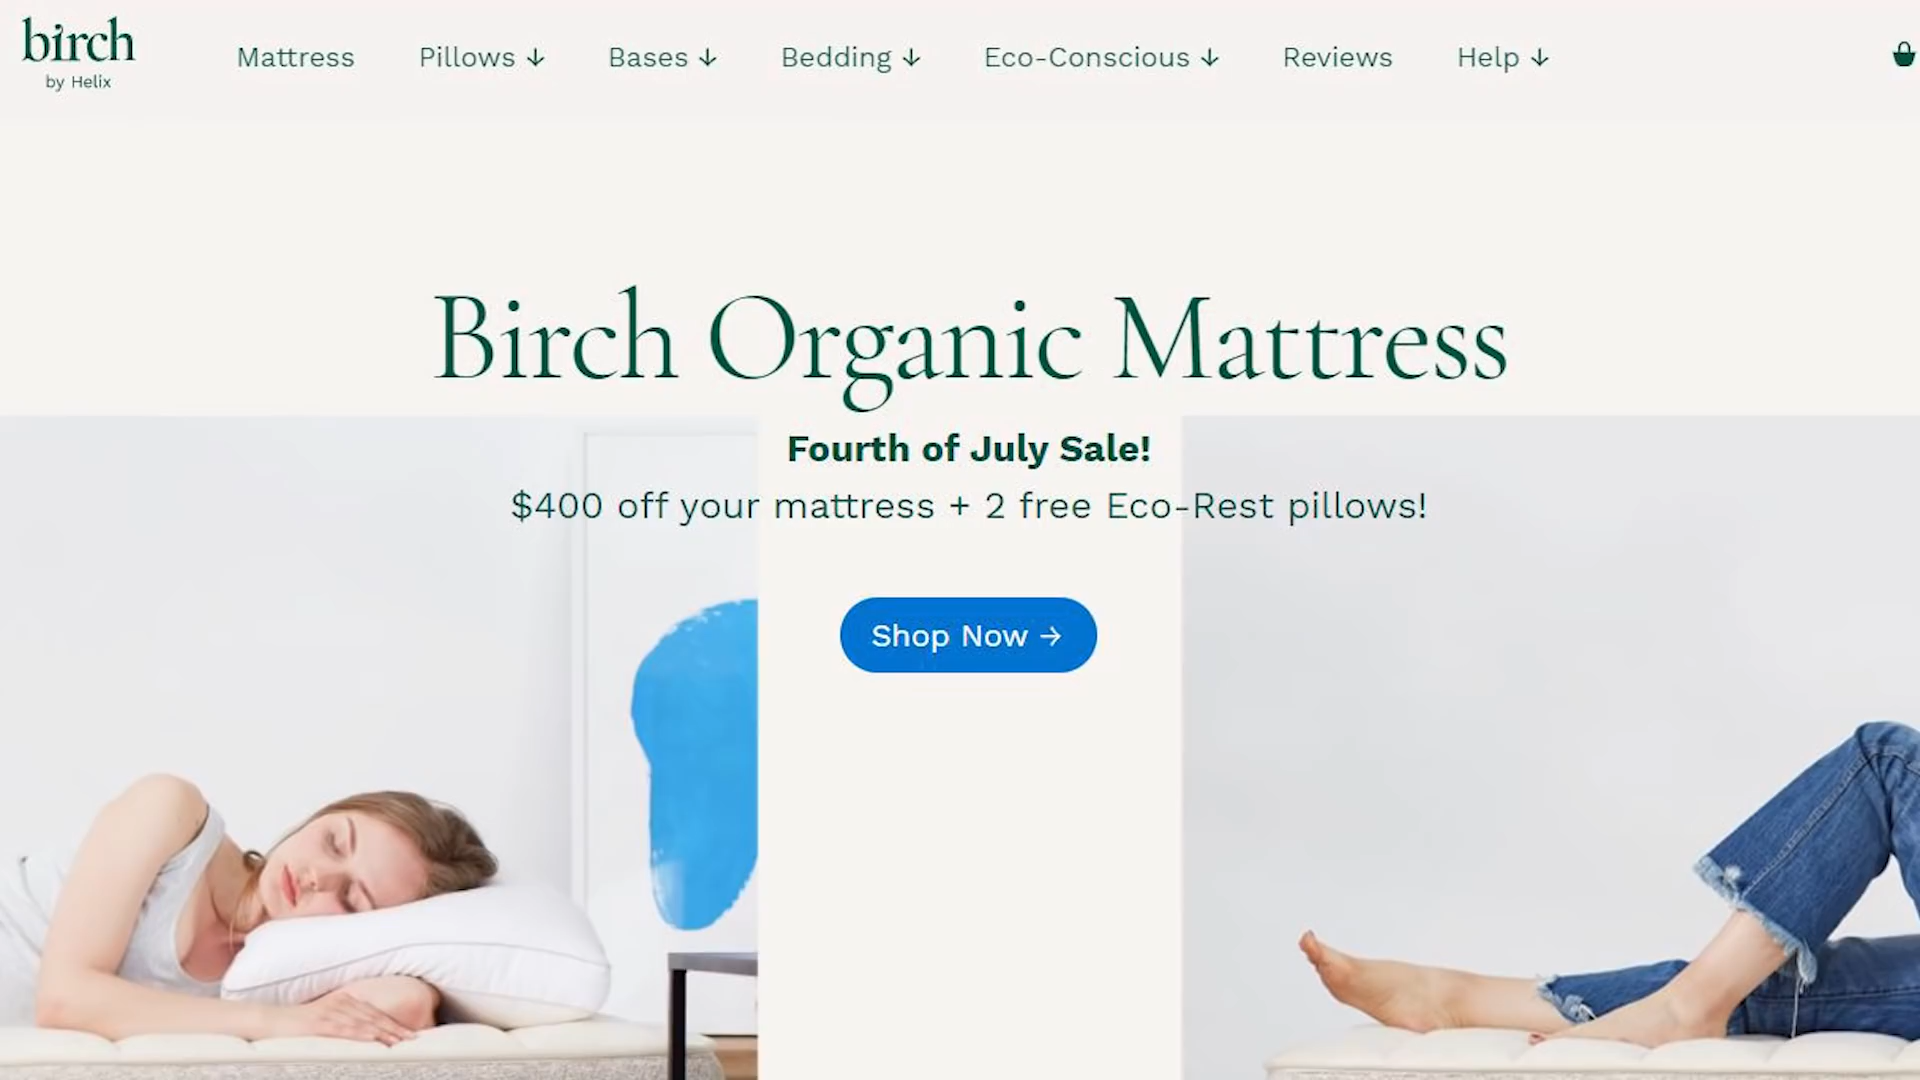 birch
by Helix
Mattress
Pillows ↓
Bases ↓
Bedding ↓
Eco-Conscious ↓
Reviews
Help ↓
Birch Organic Mattress
Fourth of July Sale!
$400 off your mattress + 2 free Eco-Rest pillows!
Shop Now →